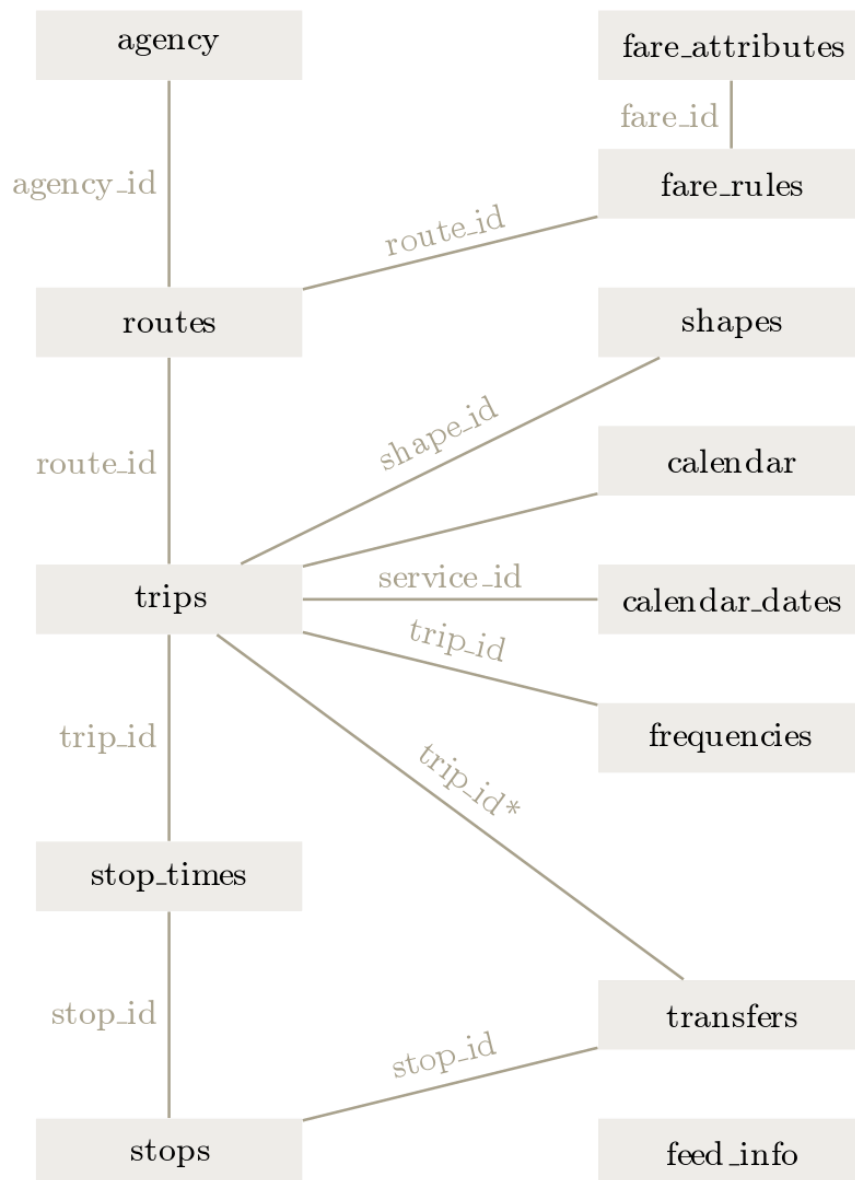 agency
fare_attributes
fare_id
agency_id
fare_rules
route_id
routes
shapes
shape_id
calendar
route_id
service_id
trips
calendar_dates
trip_id
trip_id
frequencies
trip_id*
stop_times
stop_id
transfers
stop_id
stops
feed_info